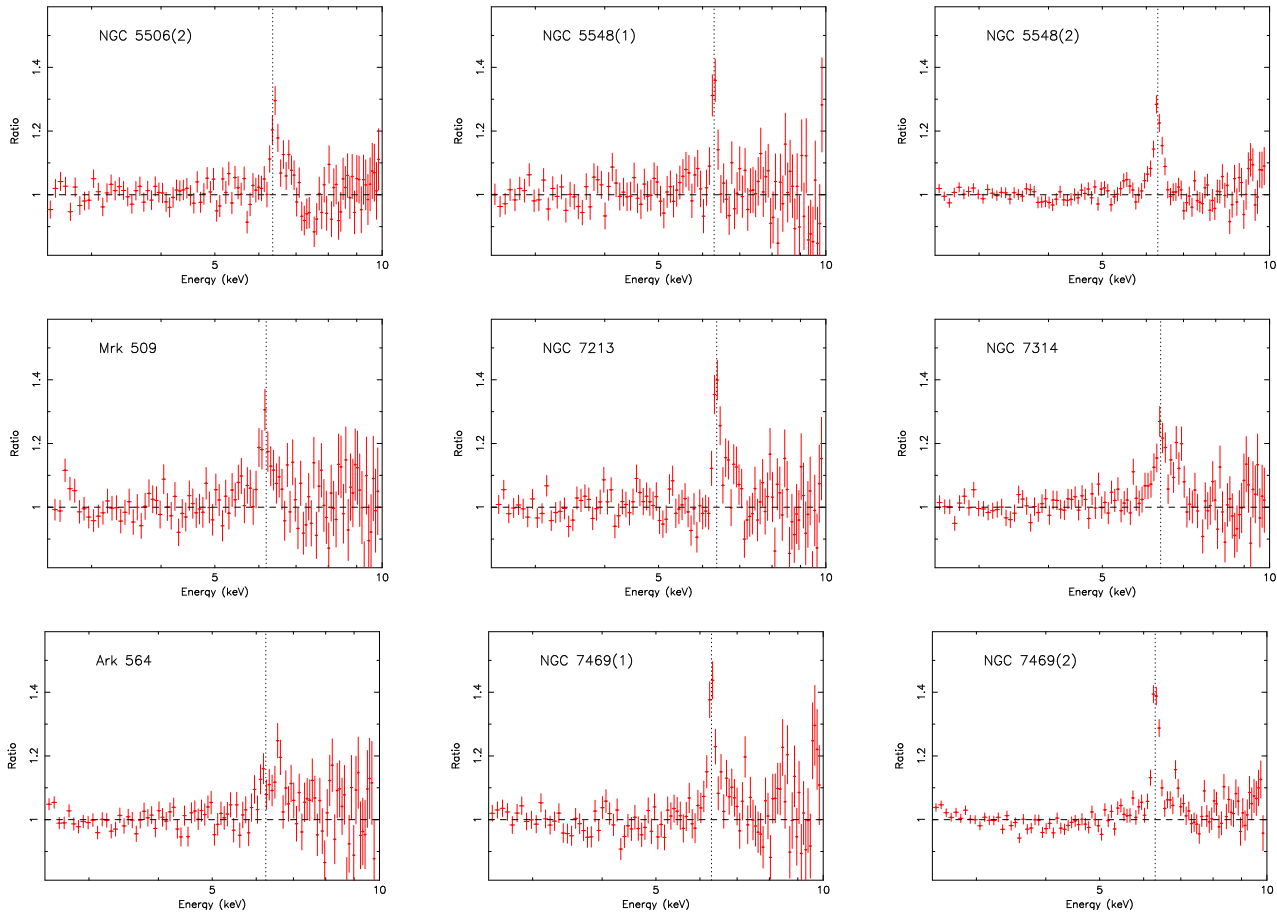 NGC 5506(2)
Ratio
1
1.2
1.4
5
10
Energy (keV)
NGC 5548(1)
Ratio
1
1.2
1.4
5
10
Energy (keV)
NGC 5548(2)
Ratio
1
1.2
1.4
5
10
Energy (keV)
Mrk 509
Ratio
1
1.2
1.4
5
10
Energy (keV)
NGC 7213
Ratio
1
1.2
1.4
5
10
Energy (keV)
NGC 7314
Ratio
1
1.2
1.4
5
10
Energy (keV)
Ark 564
Ratio
1
1.2
1.4
5
10
Energy (keV)
NGC 7469(1)
Ratio
1
1.2
1.4
5
10
Energy (keV)
NGC 7469(2)
Ratio
1
1.2
1.4
5
10
Energy (keV)